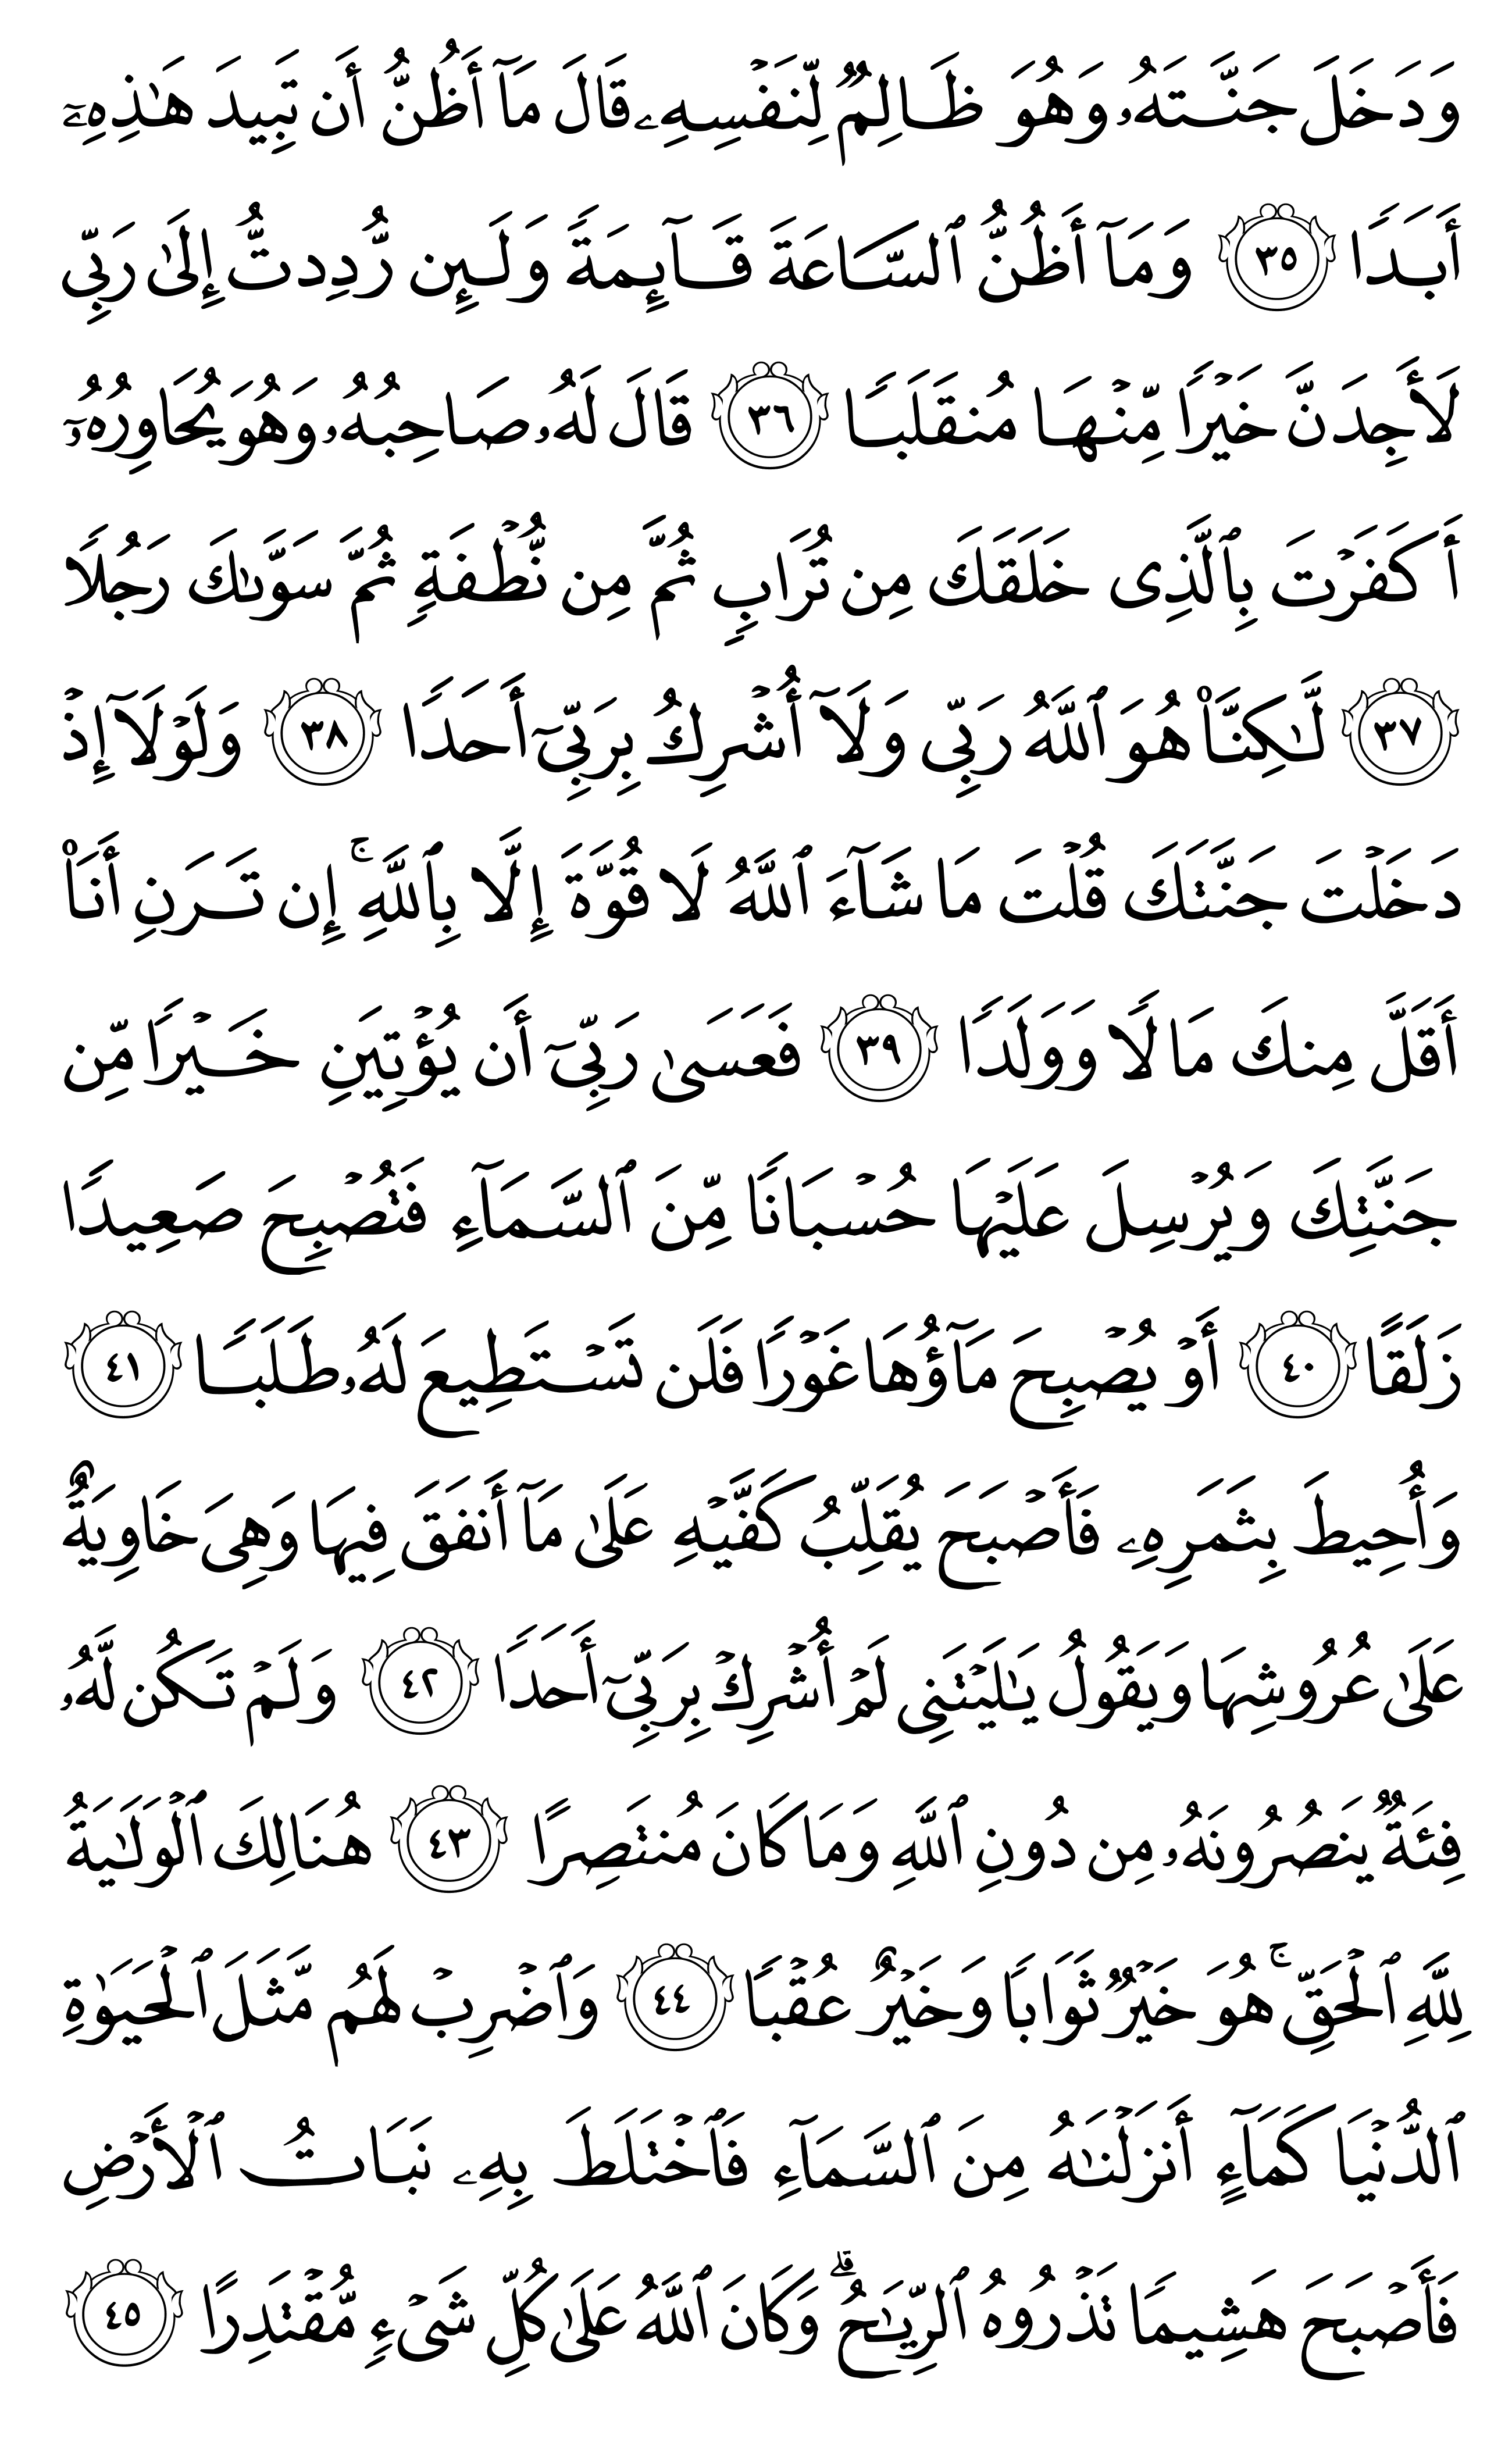 وَدَخَلَ جَنَّتَهُۥ وَهُوَ ظَالِمٌۭ لِّنَفْسِهِۦ قَالَ مَآ أَظُنُّ أَن تَبِيدَ هَٰذِهِۦٓ
أَبَدًۭا ٣٥ وَمَآ أَظُنُّ ٱلسَّاعَةَ قَآئِمَةًۭ وَلَئِن رُّدِدتُّ إِلَىٰ رَبِّى
لَأَجِدَنَّ خَيْرًۭا مِّنْهَا مُنقَلَبًۭا ٣٦ قَالَ لَهُۥ صَاحِبُهُۥ وَهُوَ يُحَاوِرُهُۥٓ
أَكَفَرْتَ بِٱلَّذِى خَلَقَكَ مِن تُرَابٍۢ ثُمَّ مِن نُّطْفَةٍۢ ثُمَّ سَوَّىٰكَ رَجُلًۭا
٣٧ لَّٰكِنَّا۠ هُوَ ٱللَّهُ رَبِّى وَلَآ أُشْرِكُ بِرَبِّىٓ أَحَدًۭا ٣٨ وَلَوْلَآ إِذْ
دَخَلْتَ جَنَّتَكَ قُلْتَ مَا شَآءَ ٱللَّهُ لَا قُوَّةَ إِلَّا بِٱللَّهِ ۚ إِن تَرَنِ أَنَا۠
أَقَلَّ مِنكَ مَالًۭا وَوَلَدًۭا ٣٩ فَعَسَىٰ رَبِّىٓ أَن يُؤْتِيَنِ خَيْرًۭا مِّن
جَنَّتِكَ وَيُرْسِلَ عَلَيْهَا حُسْبَانًۭا مِّنَ ٱلسَّمَآءِ فَتُصْبِحَ صَعِيدًۭا
زَلَقًا ٤٠ أَوْ يُصْبِحَ مَآؤُهَا غَوْرًۭا فَلَن تَسْتَطِيعَ لَهُۥ طَلَبًۭا ٤١
وَأُحِيطَ بِثَمَرِهِۦ فَأَصْبَحَ يُقَلِّبُ كَفَّيْهِ عَلَىٰ مَآ أَنفَقَ فِيهَا وَهِىَ خَاوِيَةٌ
عَلَىٰ عُرُوشِهَا وَيَقُولُ يَٰلَيْتَنِى لَمْ أُشْرِكْ بِرَبِّىٓ أَحَدًۭا ٤٢ وَلَمْ تَكُن لَّهُۥ
فِئَةٌۭ يَنصُرُونَهُۥ مِن دُونِ ٱللَّهِ وَمَا كَانَ مُنتَصِرًا ٤٣ هُنَالِكَ ٱلْوَلَٰيَةُ
لِلَّهِ ٱلْحَقِّ ۚ هُوَ خَيْرٌۭ ثَوَابًۭا وَخَيْرٌ عُقْبًۭا ٤٤ وَٱضْرِبْ لَهُم مَّثَلَ ٱلْحَيَوٰةِ
ٱلدُّنْيَا كَمَآءٍ أَنزَلْنَٰهُ مِنَ ٱلسَّمَآءِ فَٱخْتَلَطَ بِهِۦ نَبَاتُ ٱلْأَرْضِ
فَأَصْبَحَ هَشِيمًۭا تَذْرُوهُ ٱلرِّيَٰحُ ۗ وَكَانَ ٱللَّهُ عَلَىٰ كُلِّ شَىْءٍۢ مُّقْتَدِرًا ٤٥